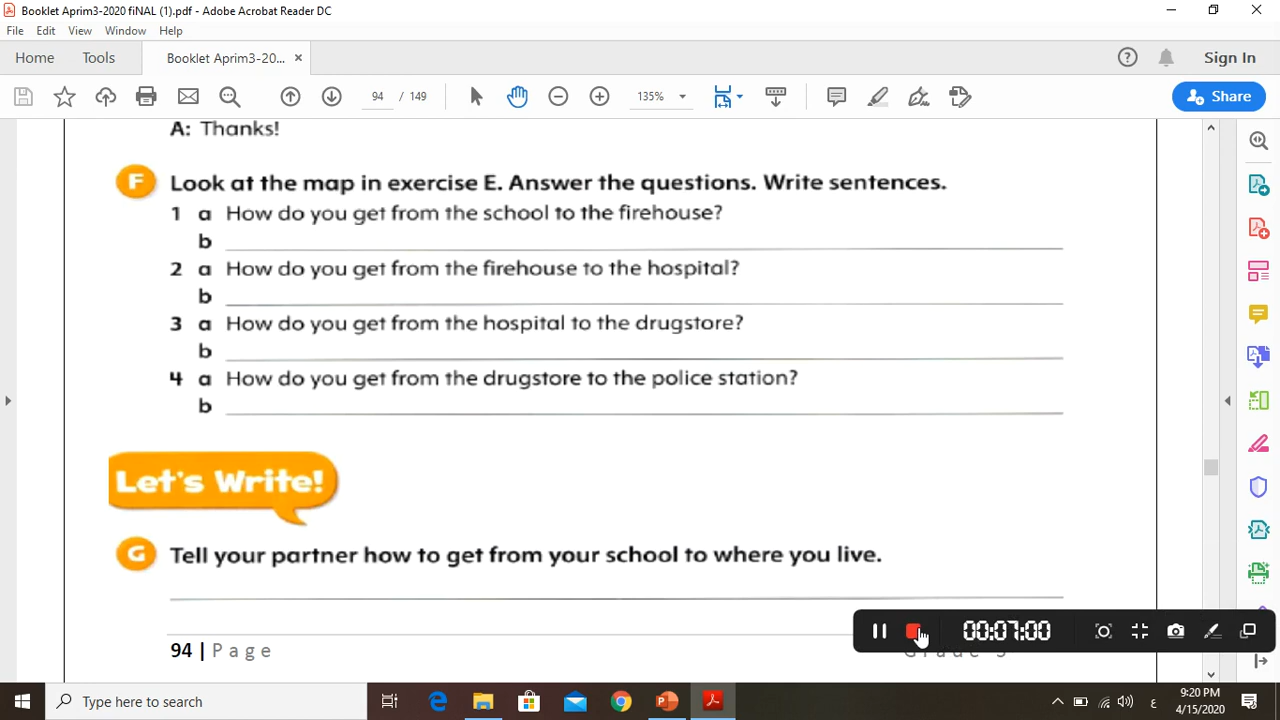 Booklet Aprim3-2020 fiNAL (1).pdf - Adobe Acrobat Reader DC
File Edit View Window Help
Home Tools Booklet Aprim3-20... × Sign In
94 / 149 135% Share
A: Thanks!
F Look at the map in exercise E. Answer the questions. Write sentences.
1 a How do you get from the school to the firehouse?
b
2 a How do you get from the firehouse to the hospital?
b
3 a How do you get from the hospital to the drugstore?
b
4 a How do you get from the drugstore to the police station?
b
Let's Write!
G Tell your partner how to get from your school to where you live.
00:07:00
94 | Page
Type here to search
ع 9:20 PM
4/15/2020